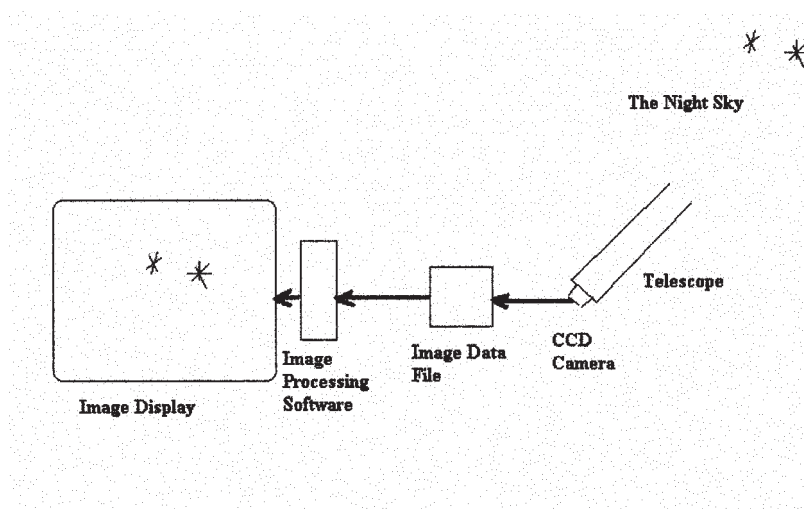 The Night Sky
Telescope
CCD
Camera
Image Data
File
Image
Processing
Software
Image Display